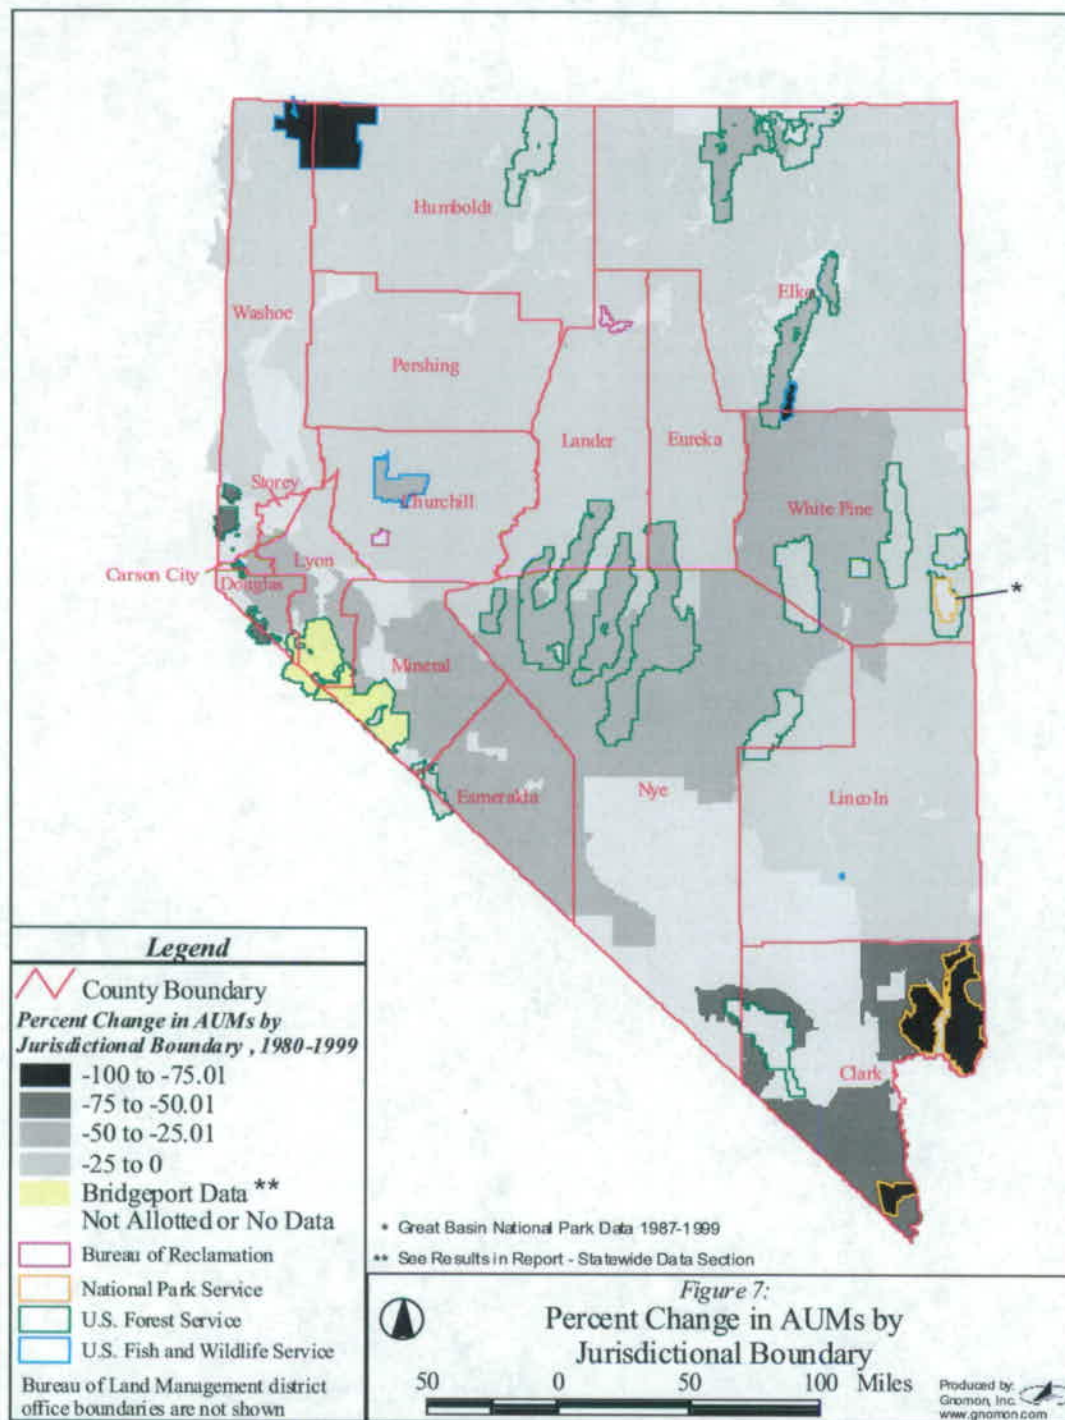 Humboldt
Elko
Washoe
Pershing
Lander
Eureka
Storey
Churchill
White Pine
Lyon
Carson City
Douglas
*
Mineral
Esmeralda
Nye
Lincoln
Clark
Legend
County Boundary
Percent Change in AUMs by
Jurisdictional Boundary , 1980-1999
-100 to -75.01
-75 to -50.01
-50 to -25.01
-25 to 0
Bridgeport Data **
Not Allotted or No Data
Bureau of Reclamation
National Park Service
U.S. Forest Service
U.S. Fish and Wildlife Service
Bureau of Land Management district
office boundaries are not shown
* Great Basin National Park Data 1987-1999
** See Results in Report - Statewide Data Section
Figure 7:
Percent Change in AUMs by
Jurisdictional Boundary
50 0 50 100 Miles
Produced by:
Gnomon, Inc.
www.gnomon.com